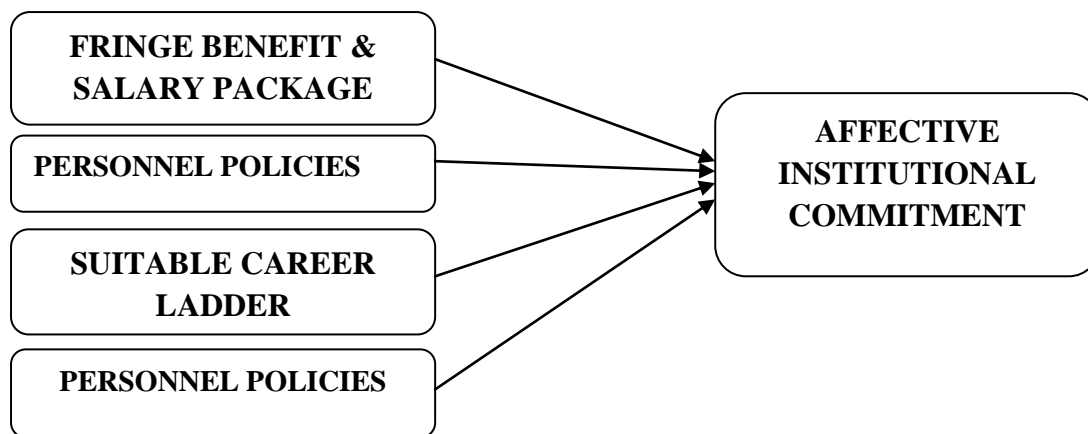 FRINGE BENEFIT &
SALARY PACKAGE
PERSONNEL POLICIES
SUITABLE CAREER
LADDER
PERSONNEL POLICIES
AFFECTIVE
INSTITUTIONAL
COMMITMENT